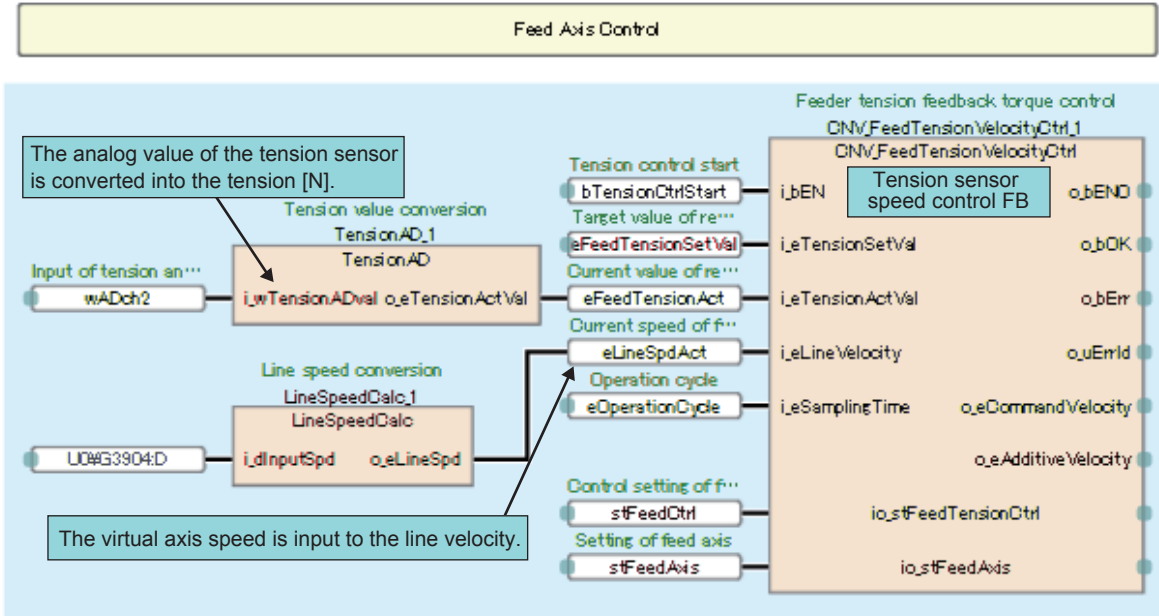 Feed Axis Control
Feeder tension feedback torque control
CNV_FeedTensionVelocityCtrl_1
CNV_FeedTensionVelocityCtrl
The analog value of the tension sensor
is converted into the tension [N].
Tension sensor
speed control FB
Tension control start
bTensionCtrlStart
i_bEN
o_bENO
Tension value conversion
TensionAD_1
TensionAD
Target value of re…
eFeedTensionSetVal
i_eTensionSetVal
o_bOK
Input of tension an…
wADch2
i_wTensionADval
o_eTensionActVal
Current value of re…
eFeedTensionAct
i_eTensionActVal
o_bErr
Current speed of f…
eLineSpdAct
i_eLineVelocity
o_uErrId
Line speed conversion
LineSpeedCalc_1
LineSpeedCalc
Operation cycle
eOperationCycle
i_eSamplingTime
o_eCommandVelocity
U0¥G3904:D
i_dInputSpd
o_eLineSpd
o_eAdditiveVelocity
Control setting of f…
stFeedCtrl
io_stFeedTensionCtrl
The virtual axis speed is input to the line velocity.
Setting of feed axis
stFeedAxis
io_stFeedAxis